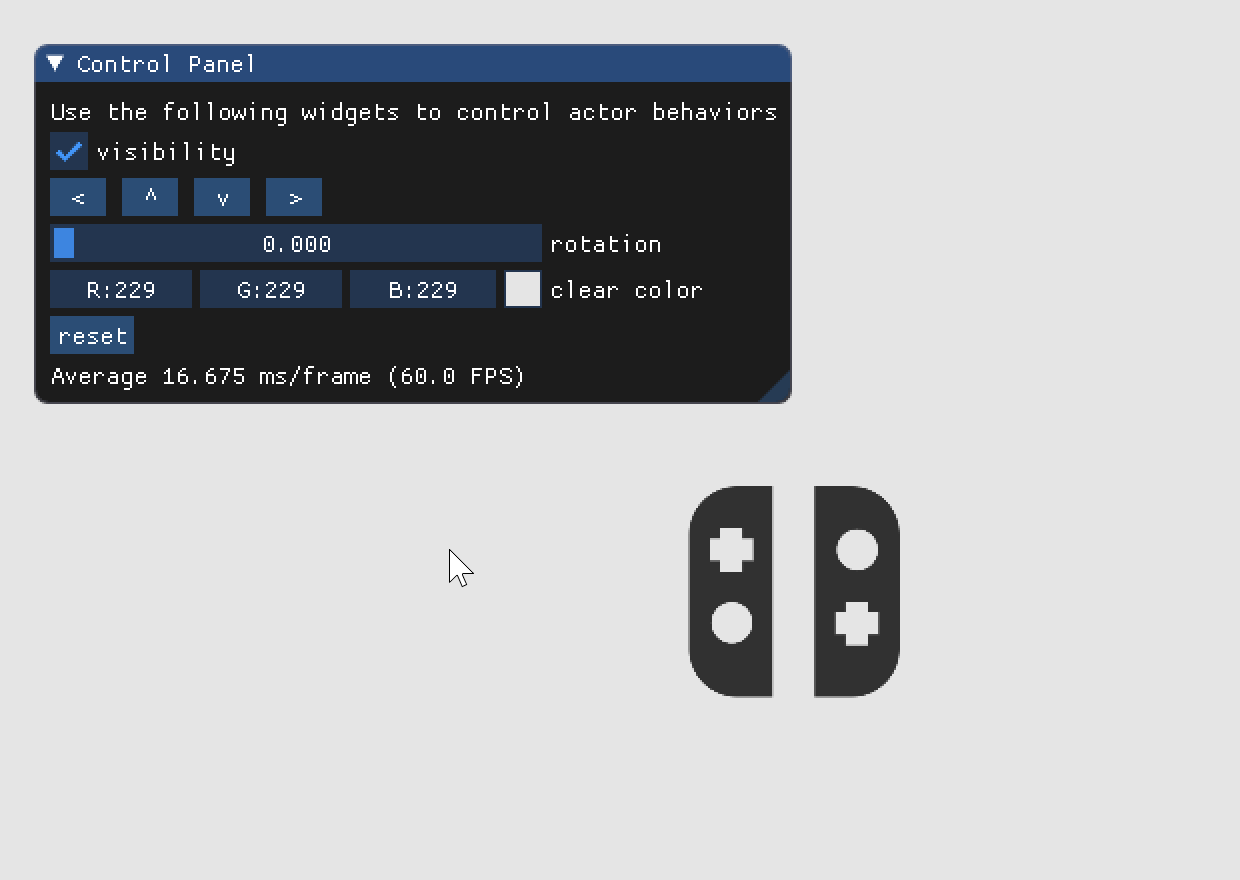 Control Panel
Use the following widgets to control actor behaviors
visibility
< ^ v >
0.000 rotation
R:229 G:229 B:229 clear color
reset
Average 16.675 ms/frame (60.0 FPS)